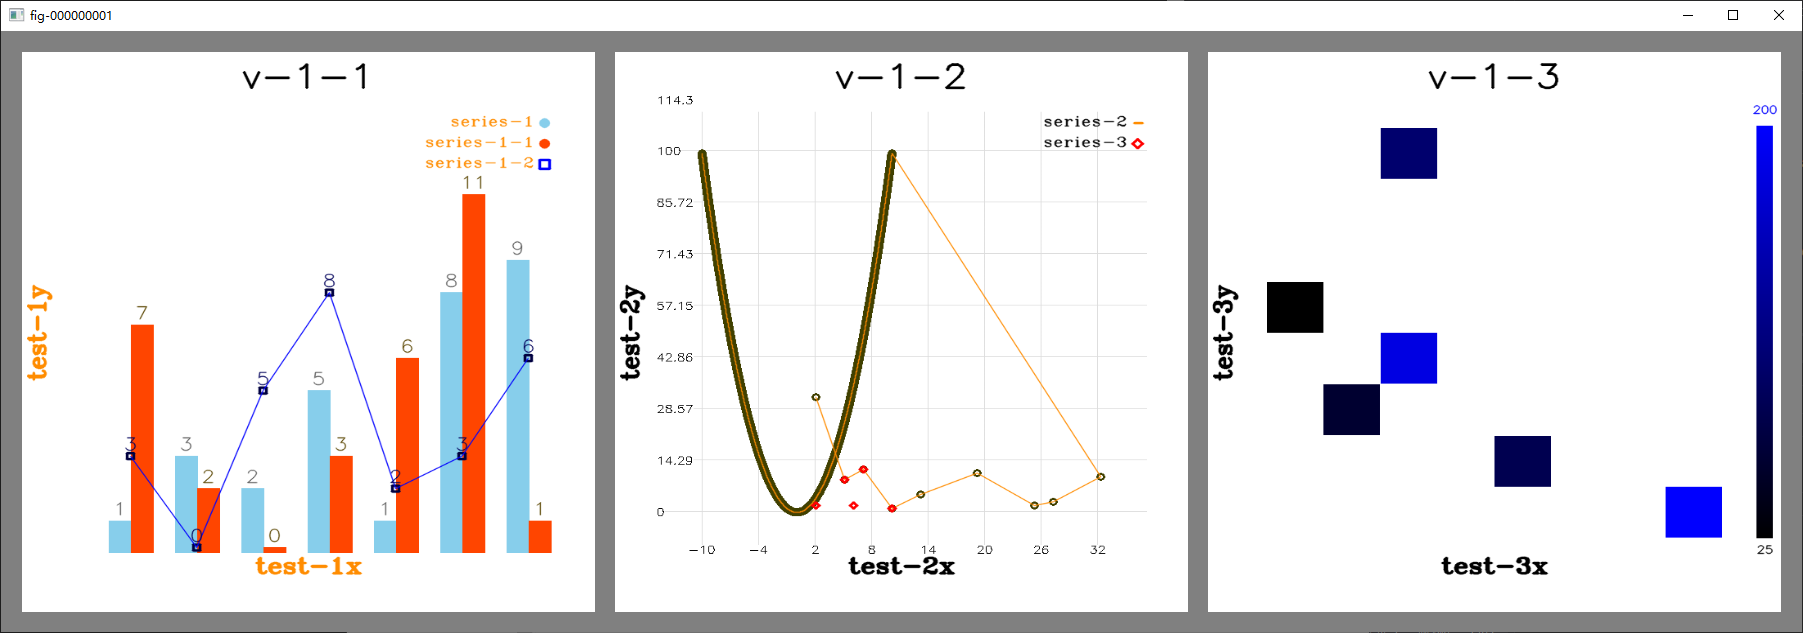 fig-000000001
v-1-1
series-1
series-1-1
series-1-2
11
9
8
8
7
6
6
5
5
3
3
3
3
2
2
2
1
1
1
0
0
test-1y
test-1x
v-1-2
114.3
series-2
series-3
100
85.72
71.43
57.15
42.86
28.57
14.29
0
-10 -4 2 8 14 20 26 32
test-2y
test-2x
v-1-3
200
25
test-3y
test-3x